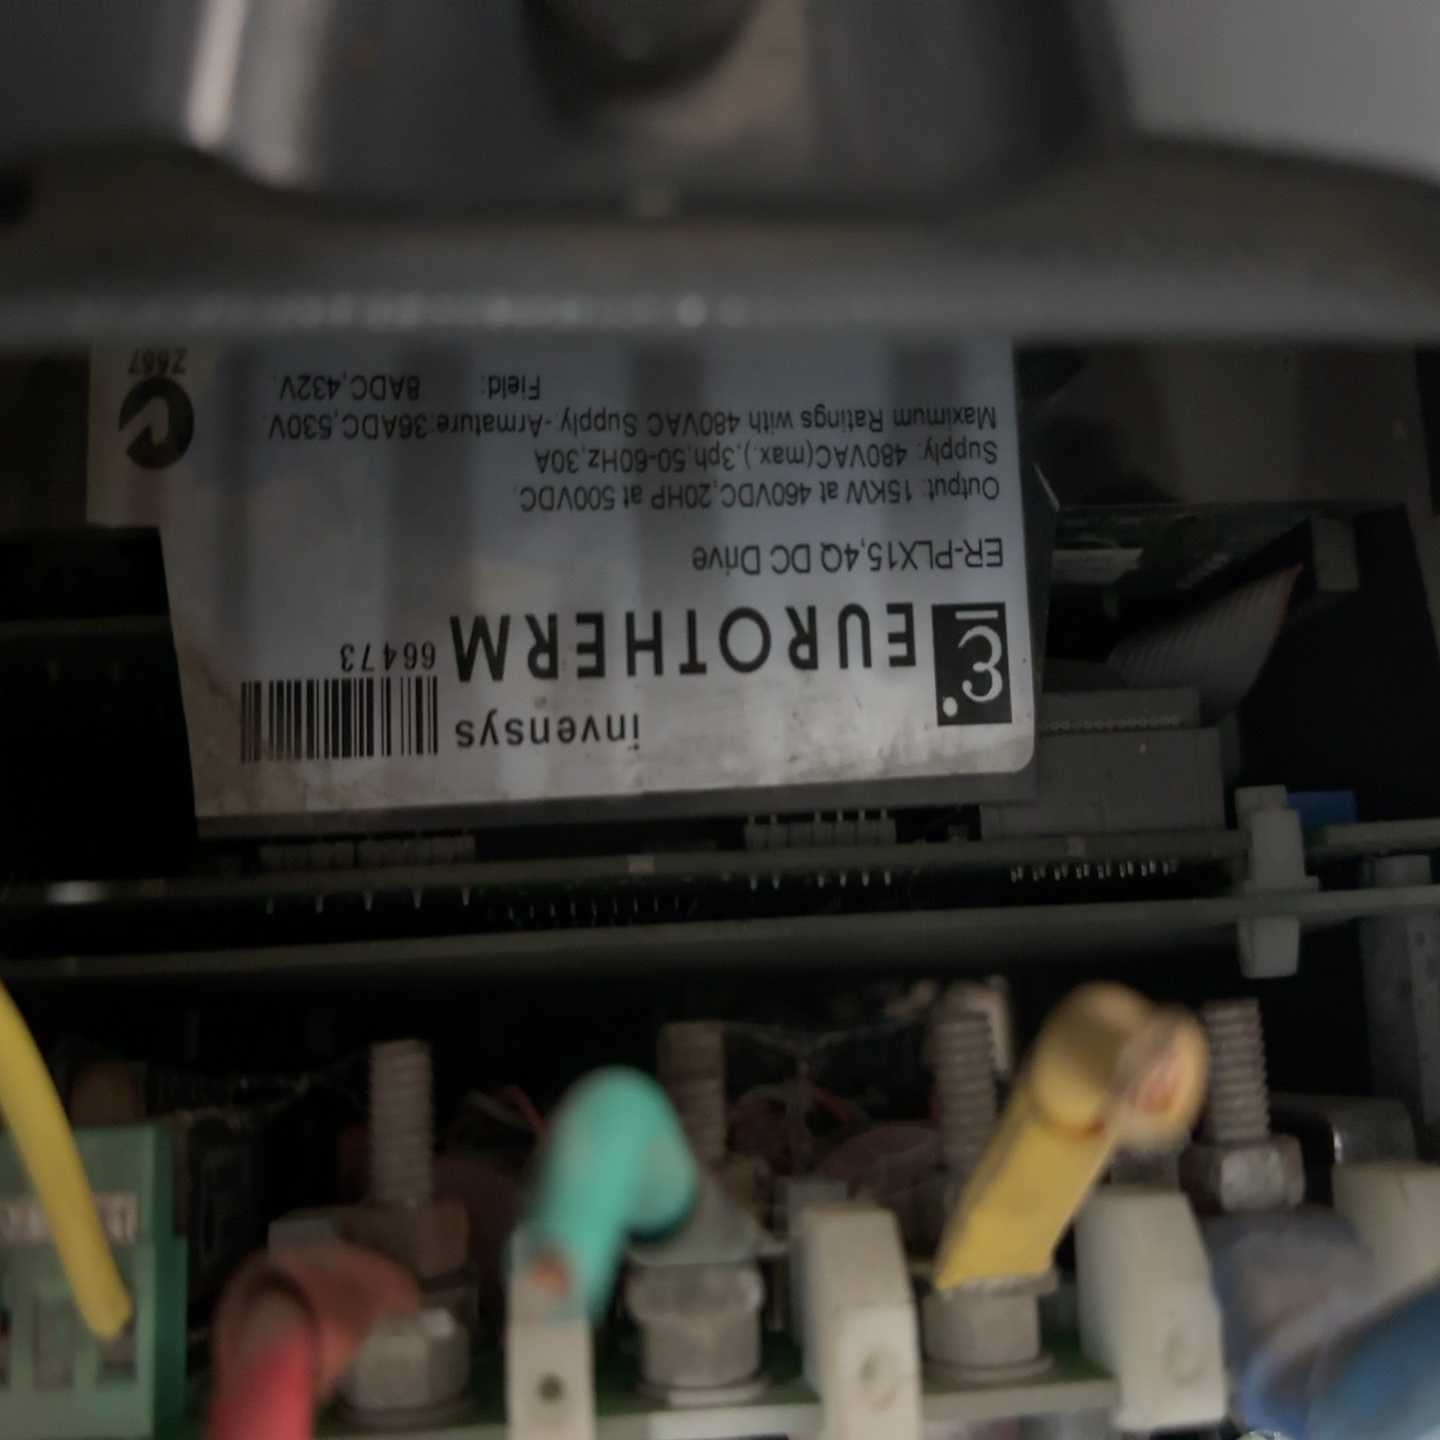 invensys
EUROTHERM
66473
ER-PLX15,4Q DC Drive
Output: 15KW at 460VDC,20HP at 500VDC.
Supply: 480VAC(max.),3ph,50-60Hz,30A
Maximum Ratings with 480VAC Supply.-Armature:36ADC,530V.
Field: 8ADC,432V.
Z667